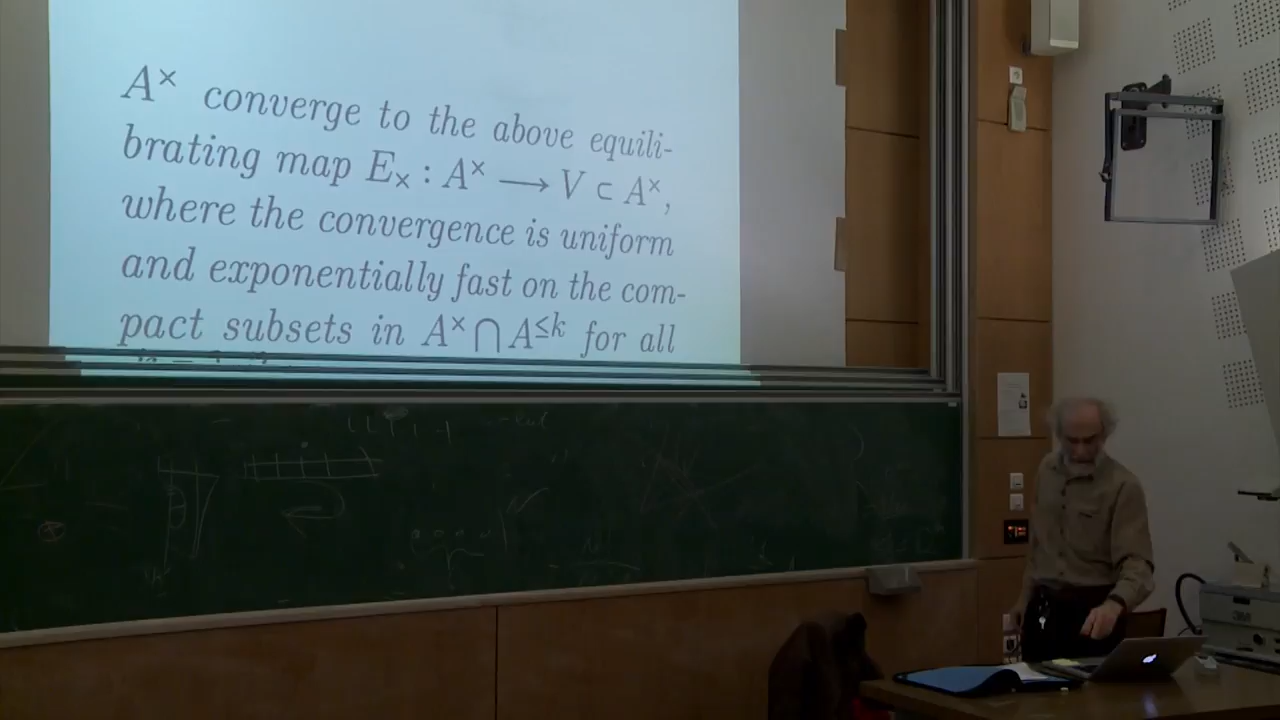 A× converge to the above equili-
brating map E× : A× ⟶ V ⊂ A×,
where the convergence is uniform
and exponentially fast on the com-
pact subsets in A× ⋂ A≤k for all